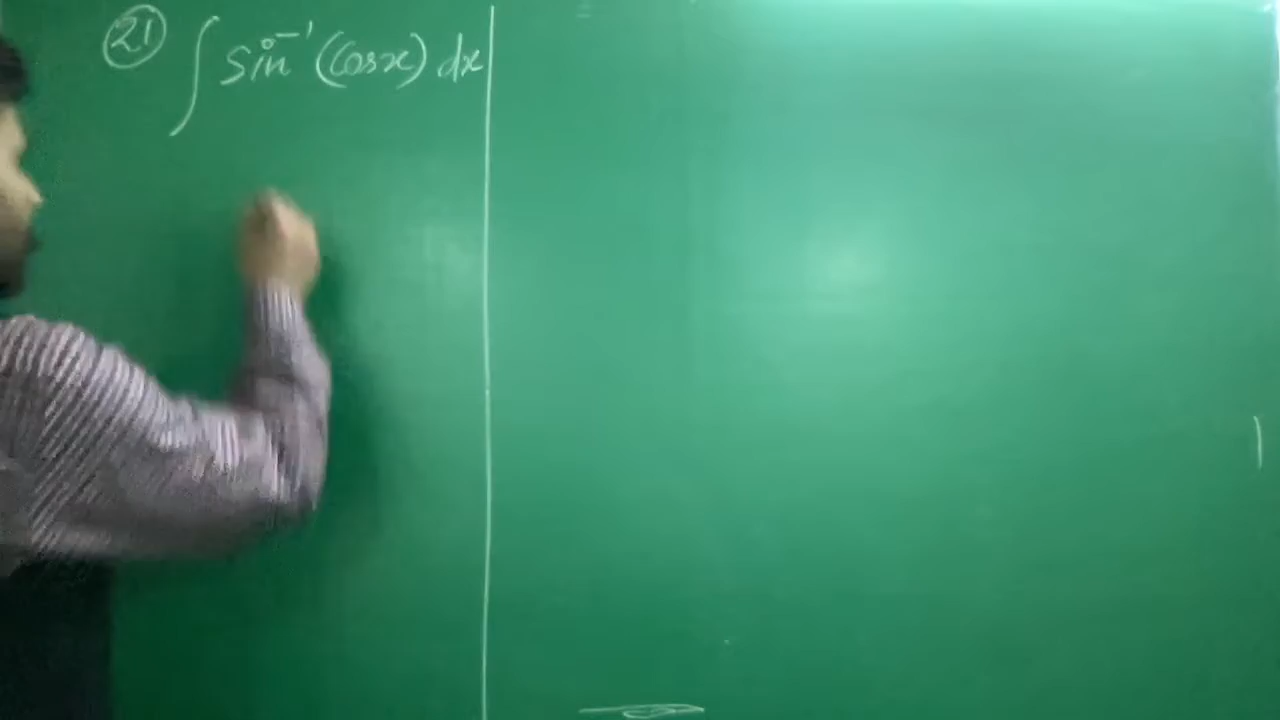 (21) ∫ sin⁻¹(cosx) dx